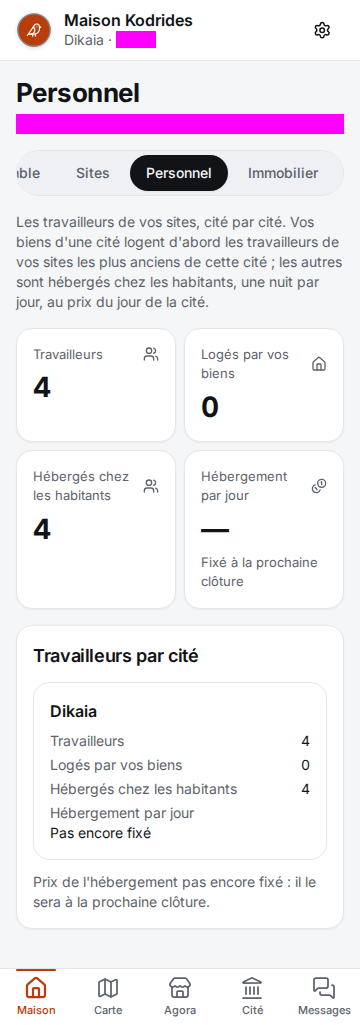 Maison Kodrides
Dikaia ·
Personnel
ble Sites Personnel Immobilier
Les travailleurs de vos sites, cité par cité. Vos
biens d'une cité logent d'abord les travailleurs de
vos sites les plus anciens de cette cité ; les autres
sont hébergés chez les habitants, une nuit par
jour, au prix du jour de la cité.
Travailleurs
4
Logés par vos
biens
0
Hébergés chez
les habitants
4
Hébergement
par jour
—
Fixé à la prochaine
clôture
Travailleurs par cité
Dikaia
Travailleurs 4
Logés par vos biens 0
Hébergés chez les habitants 4
Hébergement par jour
Pas encore fixé
Prix de l'hébergement pas encore fixé : il le
sera à la prochaine clôture.
Maison Carte Agora Cité Messages